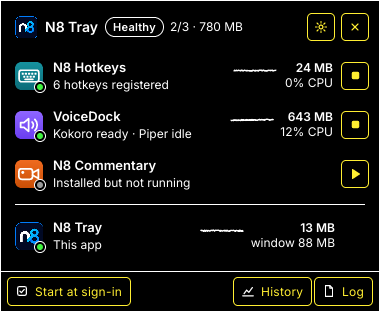 n8 N8 Tray Healthy 2/3 · 780 MB
N8 Hotkeys 24 MB
6 hotkeys registered 0% CPU
VoiceDock 643 MB
Kokoro ready · Piper idle 12% CPU
N8 Commentary
Installed but not running
n8 N8 Tray 13 MB
This app window 88 MB
Start at sign-in History Log